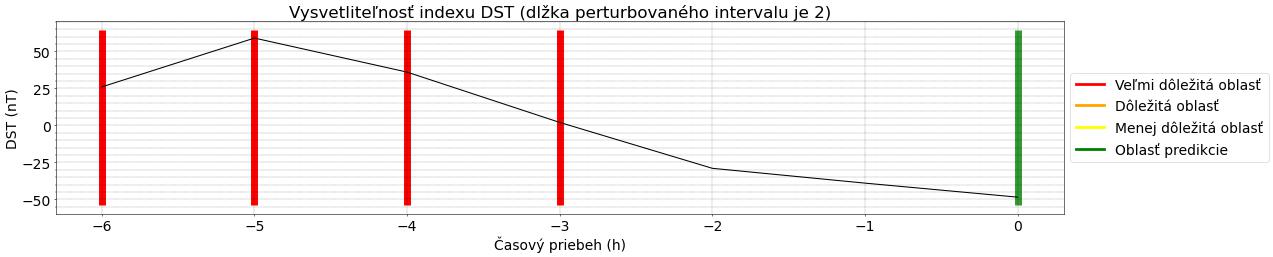 Vysvetliteľnosť indexu DST (dlžka perturbovaného intervalu je 2)
50
25
0
−25
−50
DST (nT)
−6 −5 −4 −3 −2 −1 0
Časový priebeh (h)
Veľmi dôležitá oblasť
Dôležitá oblasť
Menej dôležitá oblasť
Oblasť predikcie